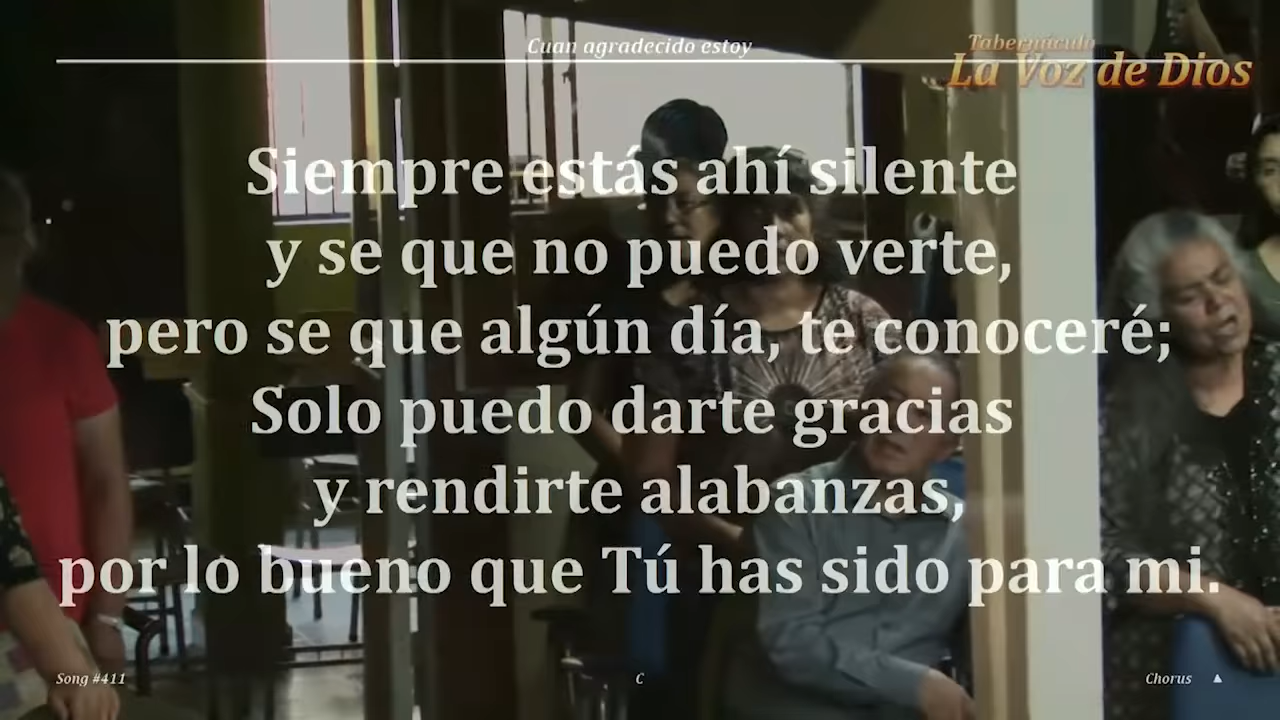 Cuan agradecido estoy
Tabernáculo
La Voz de Dios
Siempre estás ahí silente
y se que no puedo verte,
pero se que algún día, te conoceré;
Solo puedo darte gracias
y rendirte alabanzas,
por lo bueno que Tú has sido para mi.
Song #411
C
Chorus ▲